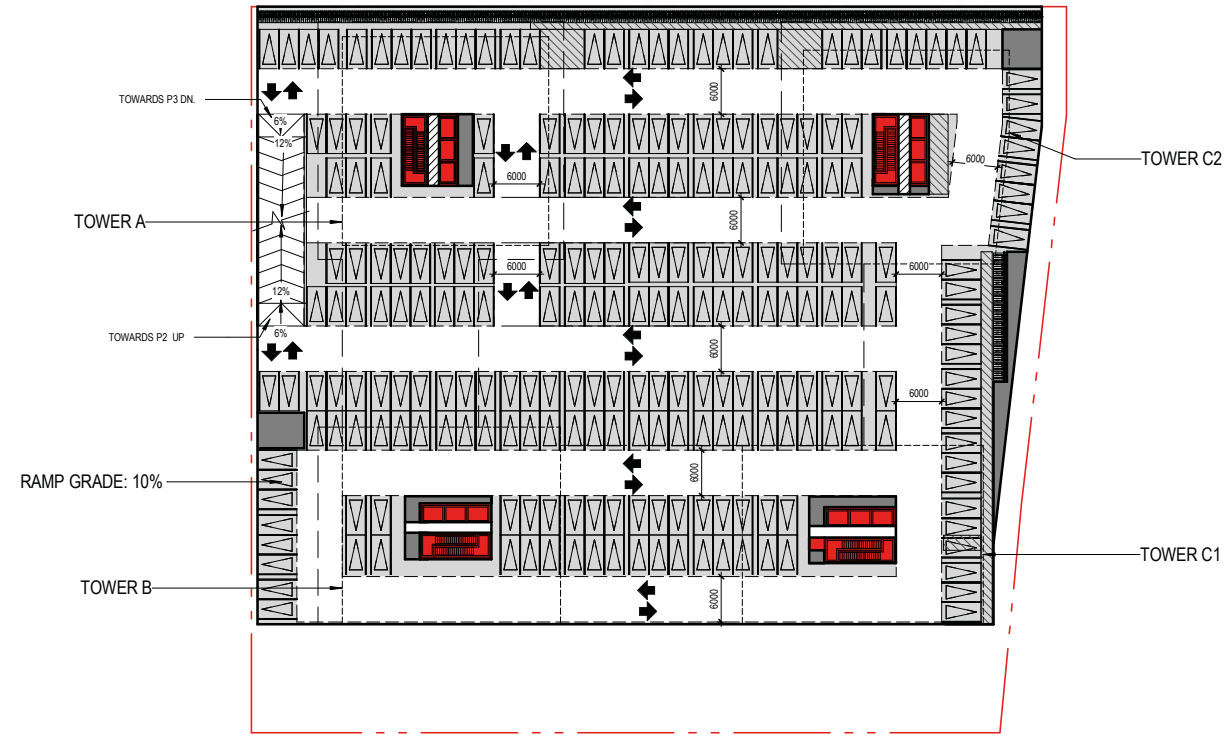 TOWARDS P3 DN.
6%
12%
6000
6000
6000
TOWER C2
TOWER A
6000
6000
6000
12%
TOWARDS P2 UP
6%
6000
6000
RAMP GRADE: 10%
6000
TOWER C1
TOWER B
6000